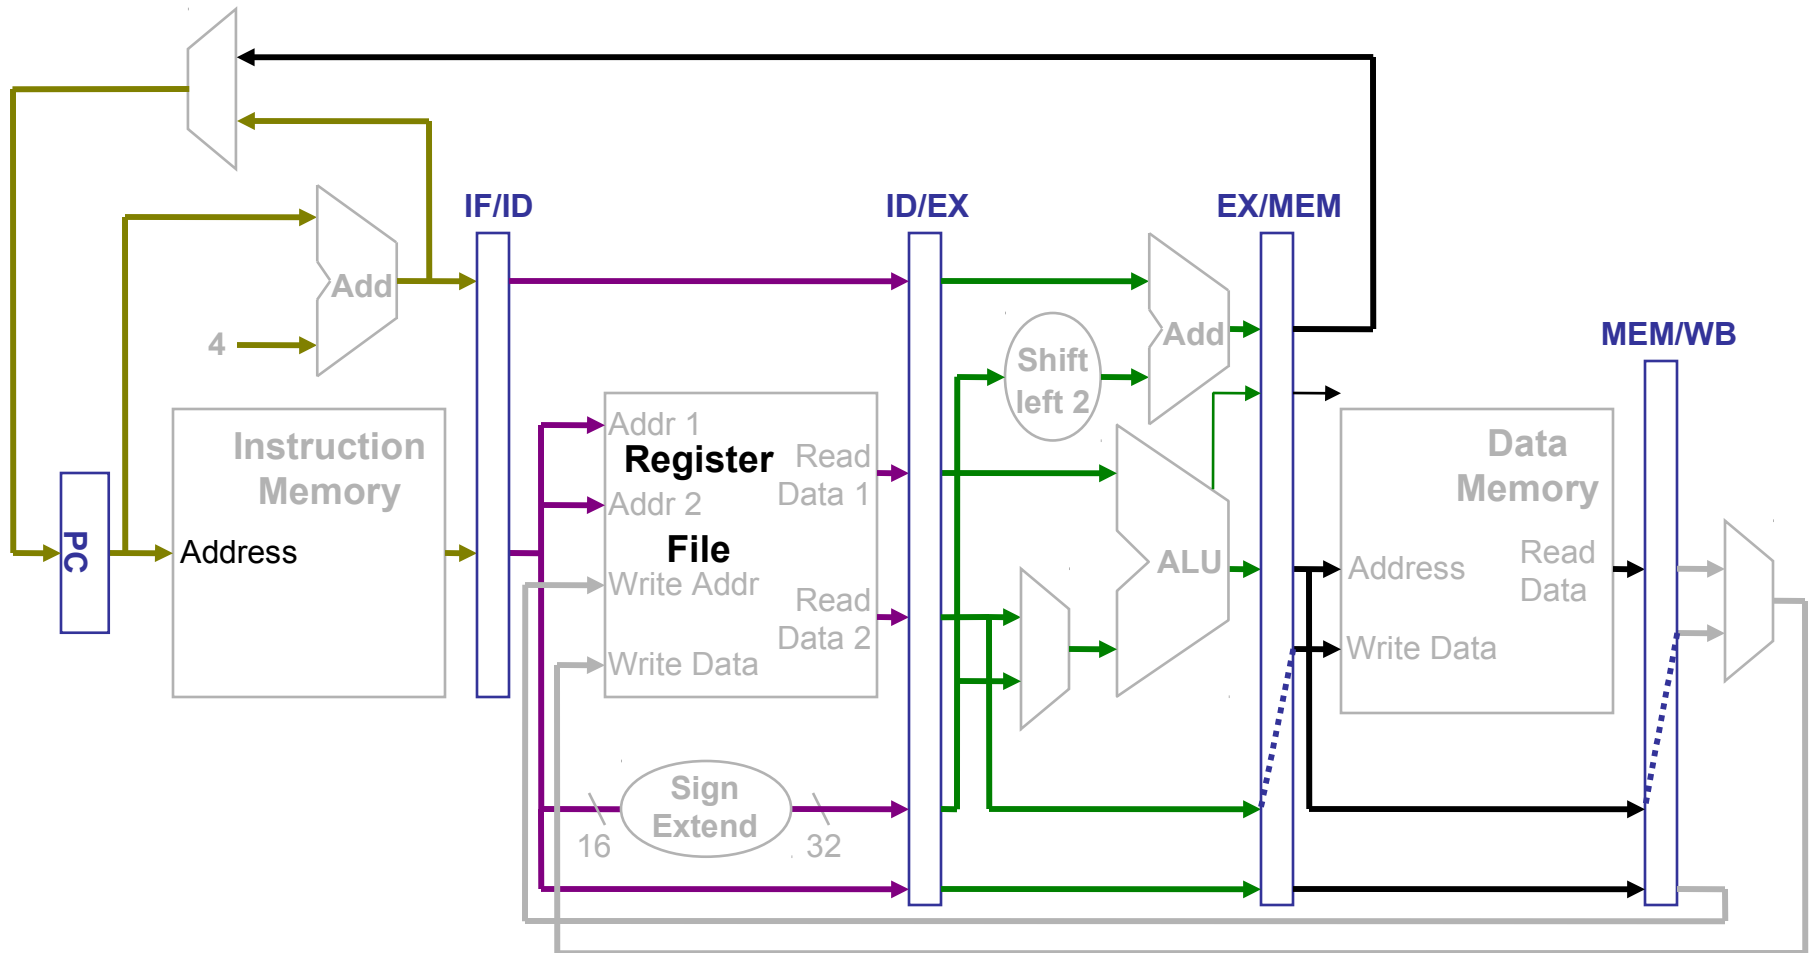 IF/ID
ID/EX
EX/MEM
MEM/WB
Add
4
PC
Instruction
Memory
Address
Addr 1
Register
Read
Data 1
Addr 2
File
Write Addr
Read
Data 2
Write Data
Sign
Extend
16
32
Shift
left 2
Add
ALU
Data
Memory
Address
Read
Data
Write Data